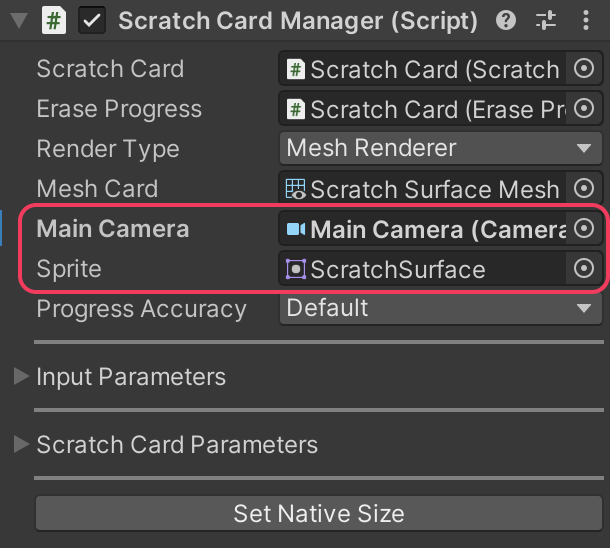 Scratch Card Manager (Script)
Scratch Card Scratch Card (Scratch
Erase Progress Scratch Card (Erase Pr
Render Type Mesh Renderer
Mesh Card Scratch Surface Mesh
Main Camera Main Camera (Camera
Sprite ScratchSurface
Progress Accuracy Default
Input Parameters
Scratch Card Parameters
Set Native Size